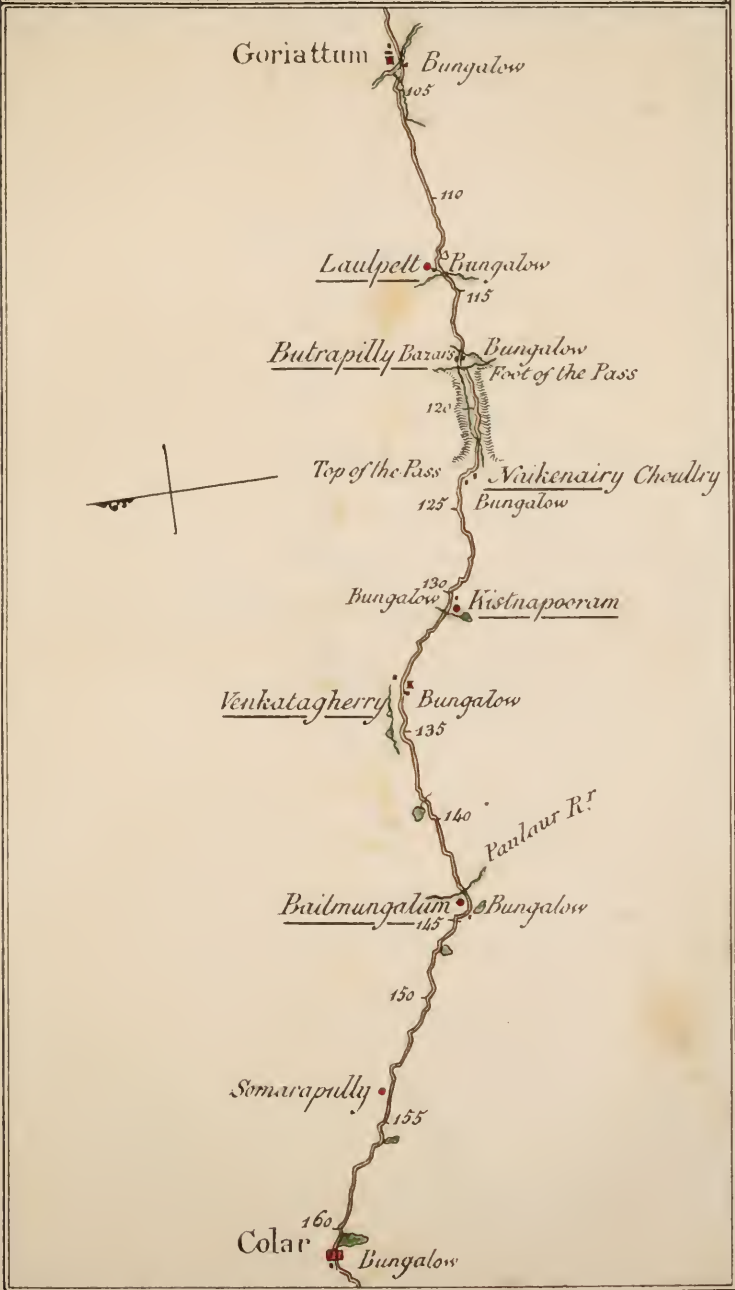 Goriattum
Bungalow
105
110
Laulpett Bungalow
115
Butrapilly Bazars Bungalow
Foot of the Pass
120
Top of the Pass Naikenairy Choultry
125 Bungalow
130
Bungalow Kistnapooram
Venkatagherry Bungalow
135
140
Paulaur Rr
Baitmungalum Bungalow
145
150
Somarapully
155
160
Colar
Bungalow